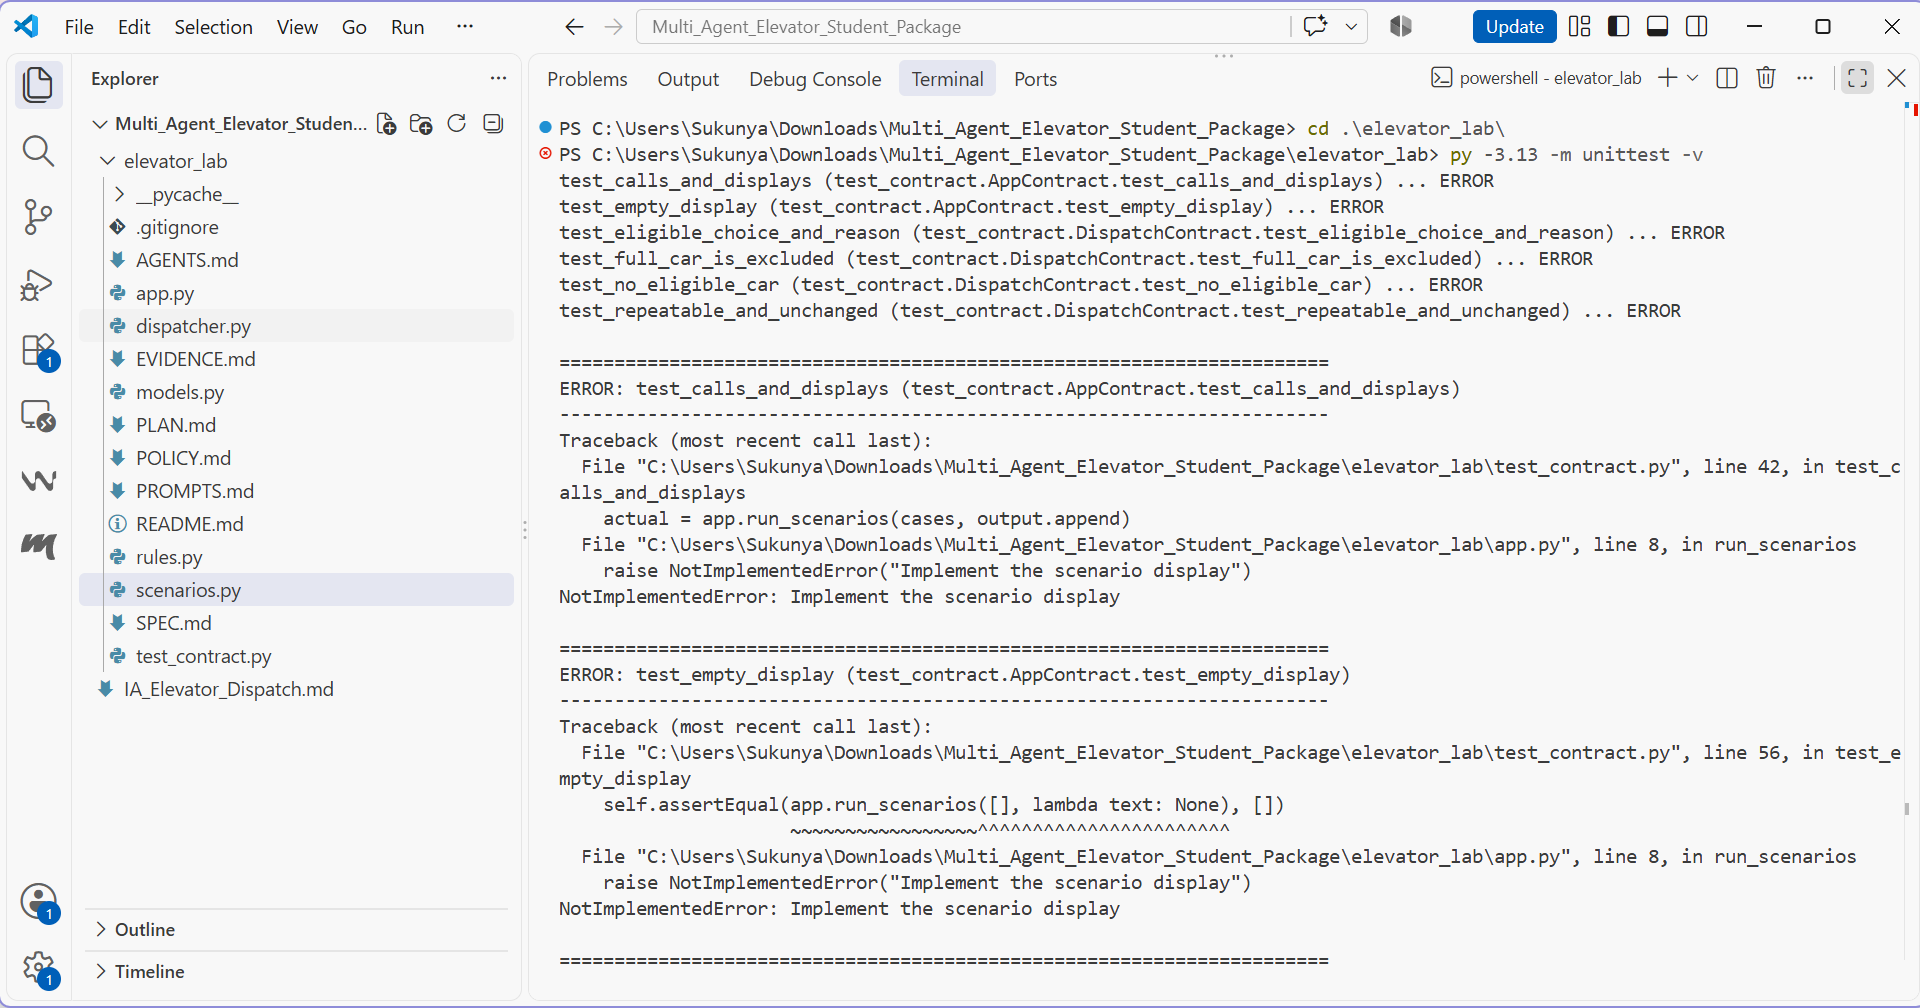 File Edit Selection View Go Run ···
Multi_Agent_Elevator_Student_Package
Update
Explorer
Multi_Agent_Elevator_Studen...
elevator_lab
__pycache__
.gitignore
AGENTS.md
app.py
dispatcher.py
EVIDENCE.md
models.py
PLAN.md
POLICY.md
PROMPTS.md
README.md
rules.py
scenarios.py
SPEC.md
test_contract.py
IA_Elevator_Dispatch.md
Outline
Timeline
1
1
1
Problems Output Debug Console Terminal Ports
powershell - elevator_lab
PS C:\Users\Sukunya\Downloads\Multi_Agent_Elevator_Student_Package> cd .\elevator_lab\
PS C:\Users\Sukunya\Downloads\Multi_Agent_Elevator_Student_Package\elevator_lab> py -3.13 -m unittest -v
test_calls_and_displays (test_contract.AppContract.test_calls_and_displays) ... ERROR
test_empty_display (test_contract.AppContract.test_empty_display) ... ERROR
test_eligible_choice_and_reason (test_contract.DispatchContract.test_eligible_choice_and_reason) ... ERROR
test_full_car_is_excluded (test_contract.DispatchContract.test_full_car_is_excluded) ... ERROR
test_no_eligible_car (test_contract.DispatchContract.test_no_eligible_car) ... ERROR
test_repeatable_and_unchanged (test_contract.DispatchContract.test_repeatable_and_unchanged) ... ERROR
======================================================================
ERROR: test_calls_and_displays (test_contract.AppContract.test_calls_and_displays)
----------------------------------------------------------------------
Traceback (most recent call last):
  File "C:\Users\Sukunya\Downloads\Multi_Agent_Elevator_Student_Package\elevator_lab\test_contract.py", line 42, in test_c
alls_and_displays
    actual = app.run_scenarios(cases, output.append)
  File "C:\Users\Sukunya\Downloads\Multi_Agent_Elevator_Student_Package\elevator_lab\app.py", line 8, in run_scenarios
    raise NotImplementedError("Implement the scenario display")
NotImplementedError: Implement the scenario display
======================================================================
ERROR: test_empty_display (test_contract.AppContract.test_empty_display)
----------------------------------------------------------------------
Traceback (most recent call last):
  File "C:\Users\Sukunya\Downloads\Multi_Agent_Elevator_Student_Package\elevator_lab\test_contract.py", line 56, in test_e
mpty_display
    self.assertEqual(app.run_scenarios([], lambda text: None), [])
                     ~~~~~~~~~~~~~~~~~^^^^^^^^^^^^^^^^^^^^^^^
  File "C:\Users\Sukunya\Downloads\Multi_Agent_Elevator_Student_Package\elevator_lab\app.py", line 8, in run_scenarios
    raise NotImplementedError("Implement the scenario display")
NotImplementedError: Implement the scenario display
======================================================================